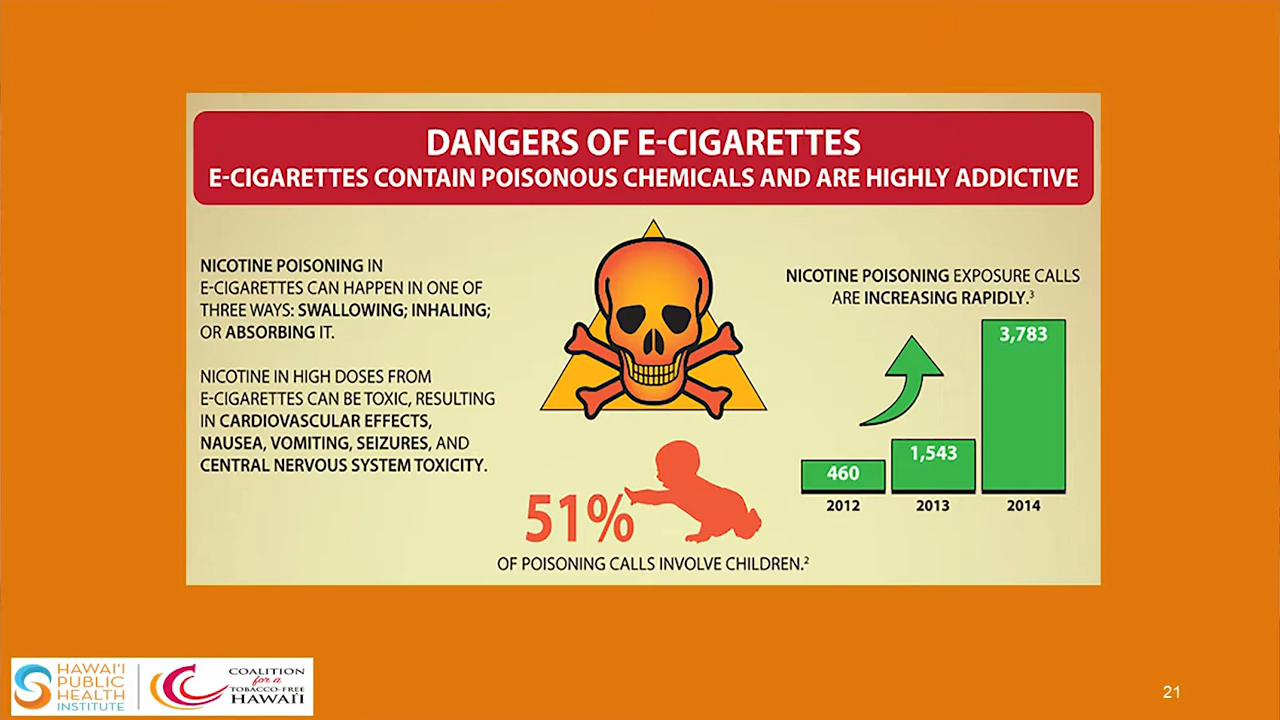 DANGERS OF E-CIGARETTES
E-CIGARETTES CONTAIN POISONOUS CHEMICALS AND ARE HIGHLY ADDICTIVE
NICOTINE POISONING IN
E-CIGARETTES CAN HAPPEN IN ONE OF
THREE WAYS: SWALLOWING; INHALING;
OR ABSORBING IT.
NICOTINE IN HIGH DOSES FROM
E-CIGARETTES CAN BE TOXIC, RESULTING
IN CARDIOVASCULAR EFFECTS,
NAUSEA, VOMITING, SEIZURES, AND
CENTRAL NERVOUS SYSTEM TOXICITY.
51%
OF POISONING CALLS INVOLVE CHILDREN.²
NICOTINE POISONING EXPOSURE CALLS
ARE INCREASING RAPIDLY.³
3,783
1,543
460
2012 2013 2014
HAWAI'I
PUBLIC
HEALTH
INSTITUTE
COALITION
for a
TOBACCO-FREE
HAWAI'I
21